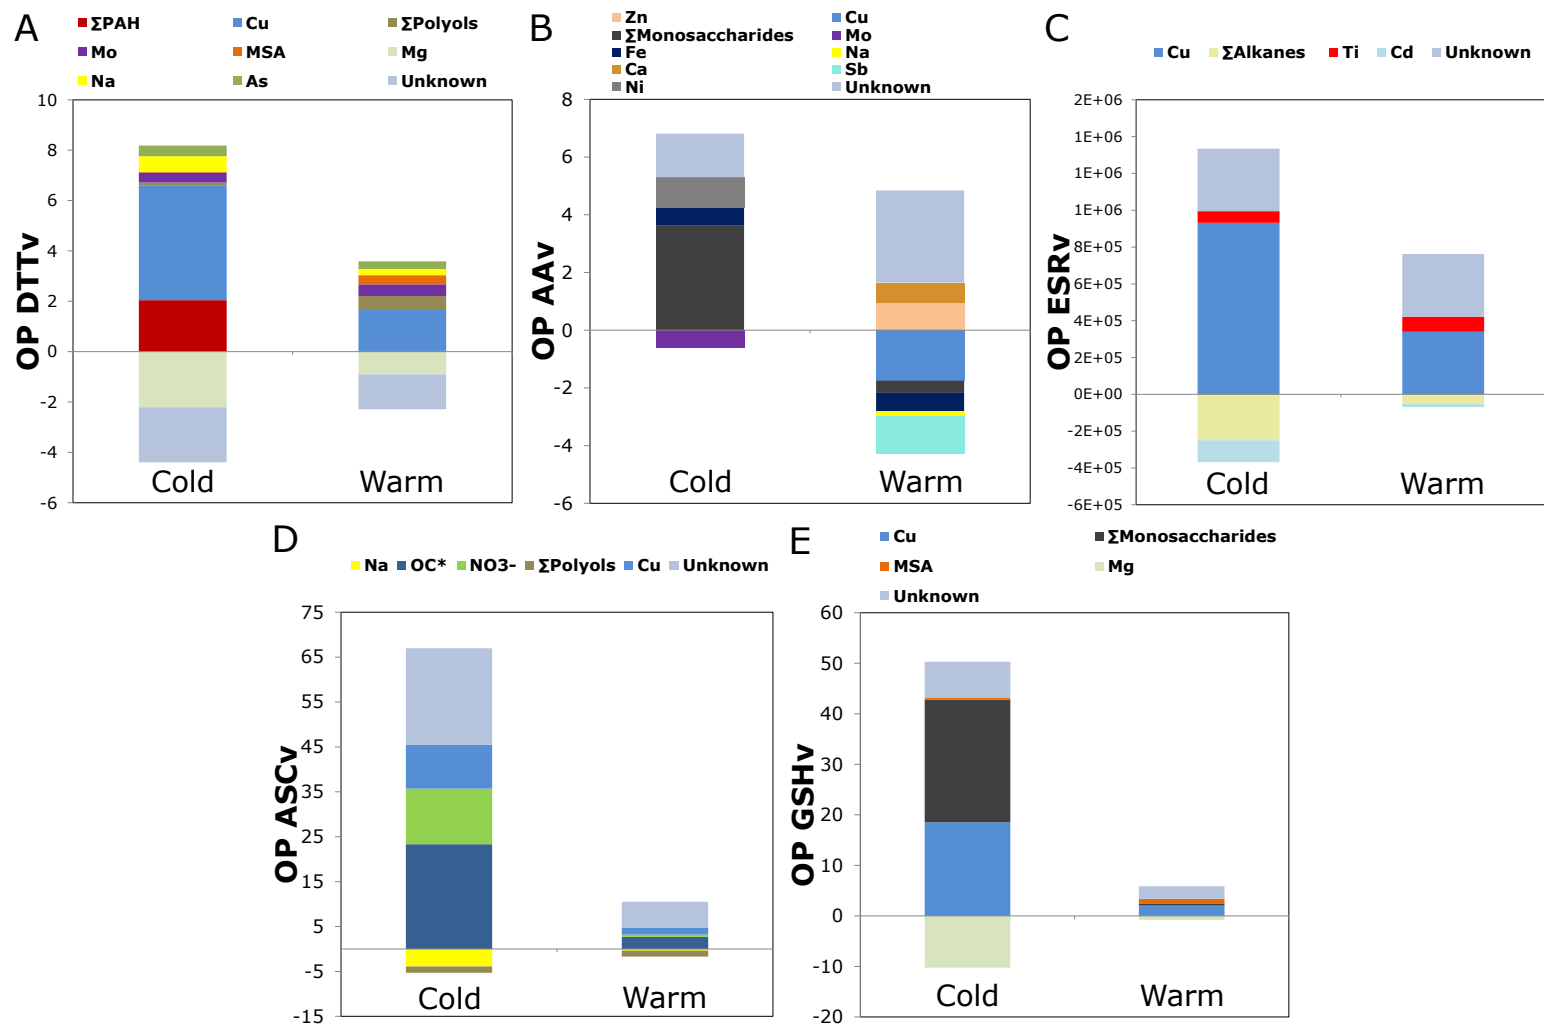 A
ΣPAH Cu ΣPolyols
Mo MSA Mg
Na As Unknown
OP DTTv
10
8
6
4
2
0
-2
-4
-6
Cold Warm
B
Zn Cu
ΣMonosaccharides Mo
Fe Na
Ca Sb
Ni Unknown
OP AAv
8
6
4
2
0
-2
-4
-6
Cold Warm
C
Cu ΣAlkanes Ti Cd Unknown
OP ESRv
2E+06
1E+06
1E+06
1E+06
8E+05
6E+05
4E+05
2E+05
0E+00
-2E+05
-4E+05
-6E+05
Cold Warm
D
Na OC* NO3- ΣPolyols Cu Unknown
OP ASCv
75
65
55
45
35
25
15
5
-5
-15
Cold Warm
E
Cu ΣMonosaccharides
MSA Mg
Unknown
OP GSHv
60
50
40
30
20
10
0
-10
-20
Cold Warm